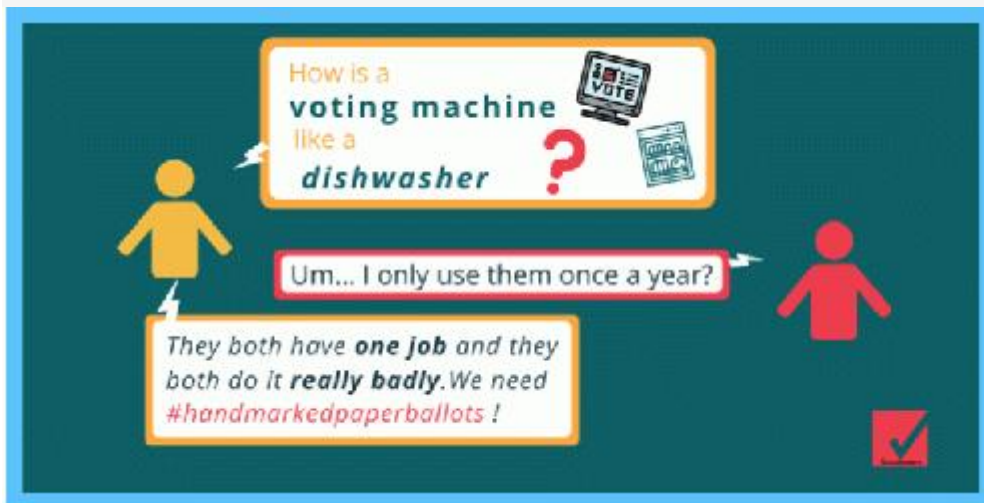 How is a
voting machine
like a
dishwasher
?
VOTE
Um... I only use them once a year?
They both have one job and they
both do it really badly.We need
#handmarkedpaperballots !